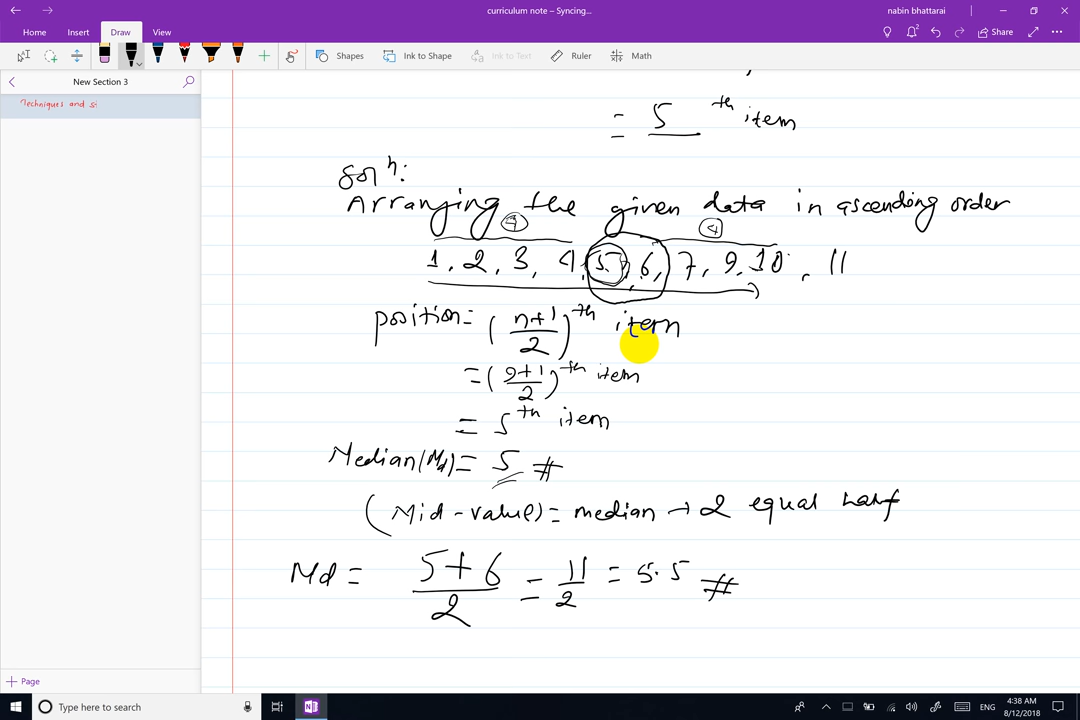 curriculum note – Syncing...
nabin bhattarai
Home Insert Draw View
Share
Shapes Ink to Shape Ink to Text Ruler Math
New Section 3
Techniques and st
= 5 th item
Sol n:
Arranging the given data in ascending order
4 4
1, 2, 3, 4, 5, 6, 7, 9, 10, 11
position = (n+1/2)th item
= (9+1/2)th item
= 5th item
Median(Md) = 5 #
(Mid-value) = median → 2 equal half
Md = 5+6/2 = 11/2 = 5.5 #
+ Page
Type here to search
ENG
4:38 AM
8/12/2018